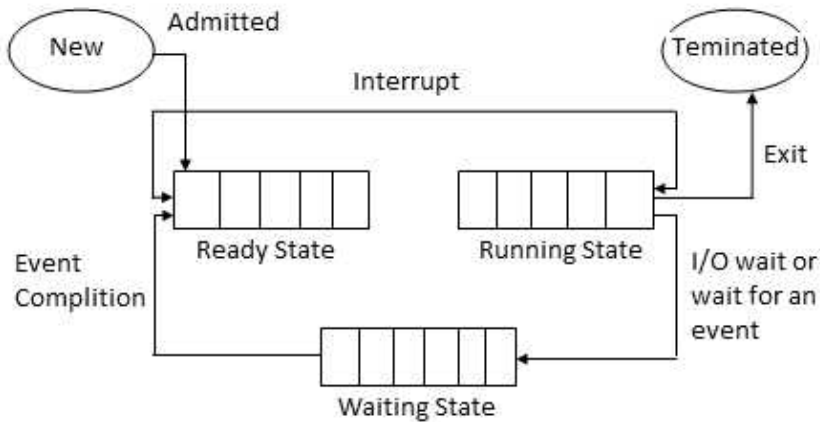 New
Admitted
Teminated
Interrupt
Exit
Ready State
Running State
Event
Complition
I/O wait or
wait for an
event
Waiting State